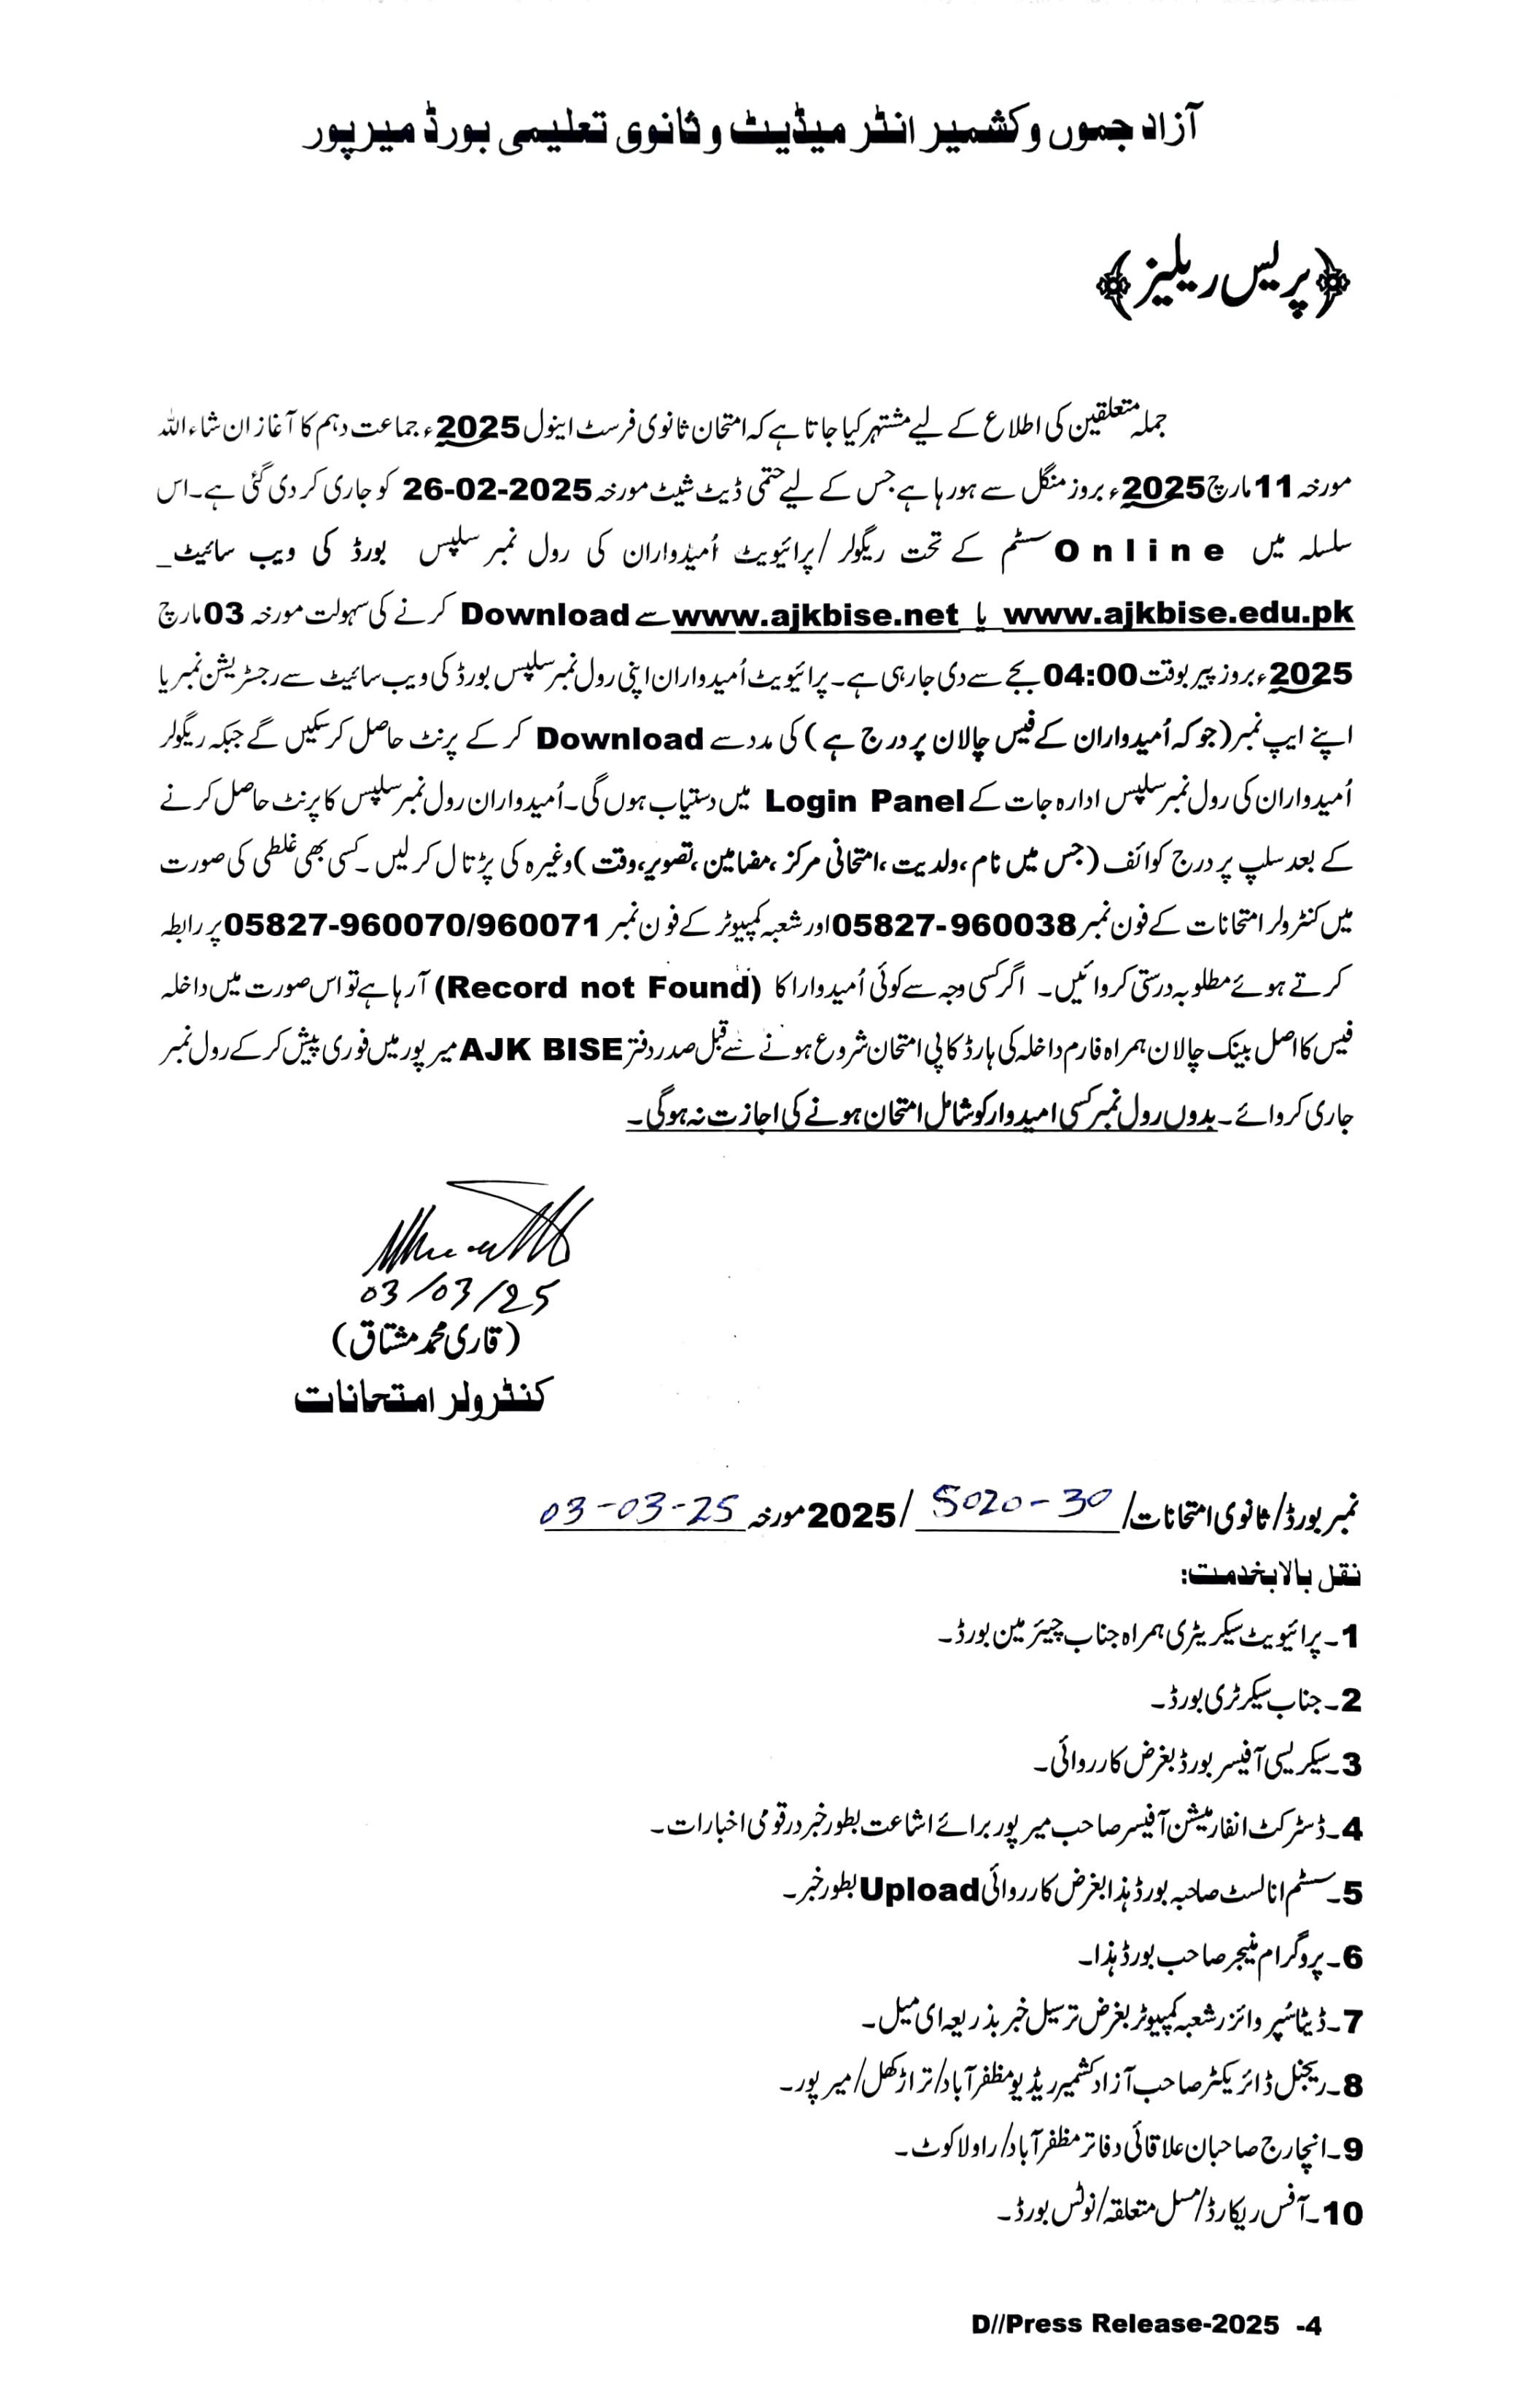 آزاد جموں و کشمیر انٹر میڈیٹ و ثانوی تعلیمی بورڈ میرپور
﴿پریس ریلیز﴾
جملہ متعلقین کی اطلاع کے لیے مشتہر کیا جاتا ہے کہ امتحان ثانوی فرسٹ اینول 2025ء جماعت دہم کا آغاز ان شاءاللہ
مورخہ 11 مارچ 2025ء بروز منگل سے ہو رہا ہے جس کے لیے حتمی ڈیٹ شیٹ مورخہ 26-02-2025 کو جاری کر دی گئی ہے۔ اس
سلسلہ میں Online سسٹم کے تحت ریگولر/پرائیویٹ اُمیدواران کی رول نمبر سلپس بورڈ کی ویب سائیٹ_
www.ajkbise.edu.pk یا www.ajkbise.net سے Download کرنے کی سہولت مورخہ 03 مارچ
2025ء بروز پیر بوقت 04:00 بجے سے دی جا رہی ہے۔ پرائیویٹ اُمیدواران اپنی رول نمبر سلپس بورڈ کی ویب سائیٹ سے رجسٹریشن نمبر یا
اپنے ایپ نمبر (جو کہ اُمیدواران کے فیس چالان پر درج ہے) کی مدد سے Download کر کے پرنٹ حاصل کر سکیں گے جبکہ ریگولر
اُمیدواران کی رول نمبر سلپس ادارہ جات کے Login Panel میں دستیاب ہوں گی۔ اُمیدواران رول نمبر سلپس کا پرنٹ حاصل کرنے
کے بعد سلپ پر درج کوائف (جس میں نام، ولدیت، امتحانی مرکز، مضامین، تصویر، وقت) وغیرہ کی پڑتال کر لیں۔ کسی بھی غلطی کی صورت
میں کنٹرولر امتحانات کے فون نمبر 05827-960038 اور شعبہ کمپیوٹر کے فون نمبر 05827-960070/960071 پر رابطہ
کرتے ہوئے مطلوبہ درستی کروائیں۔ اگر کسی وجہ سے کوئی اُمیدوارا کا (Record not Found) آ رہا ہے تو اس صورت میں داخلہ
فیس کا اصل بینک چالان ہمراہ فارم داخلہ کی ہارڈ کاپی امتحان شروع ہونے سے قبل صدر دفتر AJK BISE میرپور میں فوری پیش کر کے رول نمبر
جاری کروائے۔ بدوں رول نمبر کسی امیدوار کو شامل امتحان ہونے کی اجازت نہ ہوگی۔
03/03/25
(قاری محمد مشتاق)
کنٹرولر امتحانات
نمبر بورڈ/ثانوی امتحانات/ 5020-30 /2025 مورخہ 03-03-25
نقل بالا بخدمت:
1۔ پرائیویٹ سیکریٹری ہمراہ جناب چیئرمین بورڈ۔
2۔ جناب سیکرٹری بورڈ۔
3۔ سیکریسی آفیسر بورڈ بغرض کارروائی۔
4۔ ڈسٹرکٹ انفارمیشن آفیسر صاحب میرپور برائے اشاعت بطور خبر در قومی اخبارات۔
5۔ سسٹم انالسٹ صاحبہ بورڈ ہذا بغرض کارروائی Upload بطور خبر۔
6۔ پروگرام منیجر صاحب بورڈ ہذا۔
7۔ ڈیٹا سُپروائزر شعبہ کمپیوٹر بغرض ترسیل خبر بذریعہ ای میل۔
8۔ ریجنل ڈائریکٹر صاحب آزاد کشمیر ریڈیو مظفرآباد/تراڑکھل/میرپور۔
9۔ انچارج صاحبان علاقائی دفاتر مظفرآباد/راولاکوٹ۔
10۔ آفس ریکارڈ/مسل متعلقہ/نوٹس بورڈ۔
D//Press Release-2025 -4